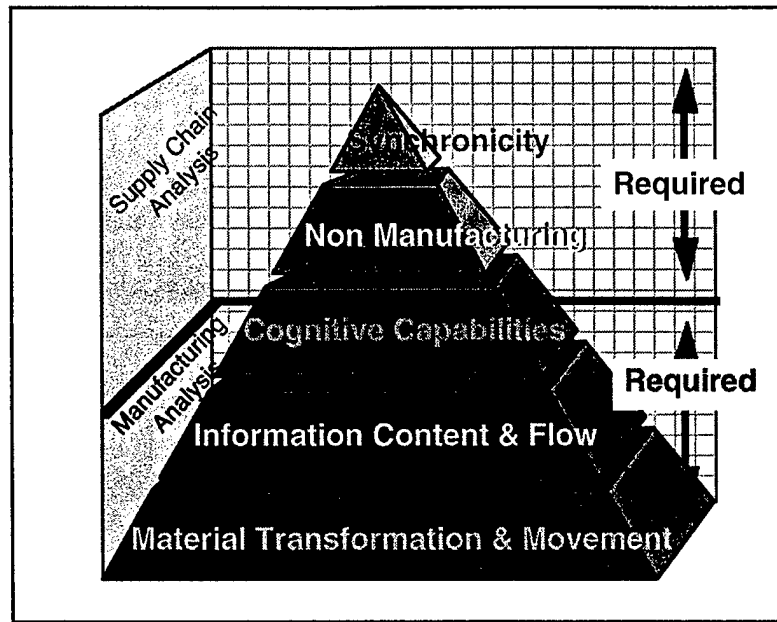 Supply Chain
Analysis
Synchronicity
Required
Non Manufacturing
Manufacturing
Analysis
Cognitive Capabilities
Required
Information Content & Flow
Material Transformation & Movement